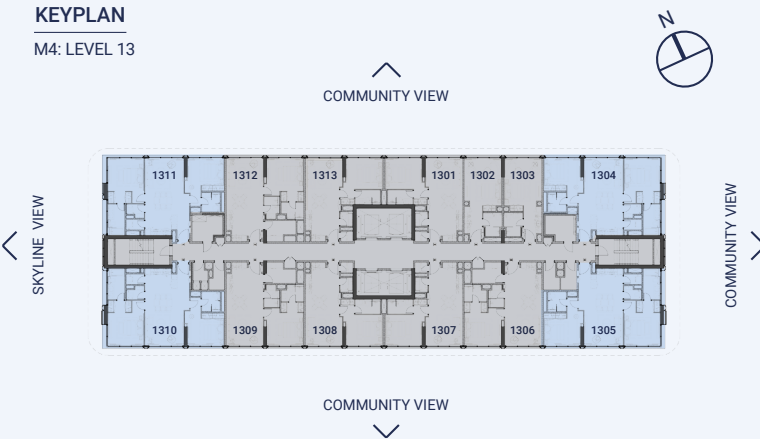 KEYPLAN
M4: LEVEL 13
N
COMMUNITY VIEW
1311 1312 1313 1301 1302 1303 1304
SKYLINE VIEW
COMMUNITY VIEW
1310 1309 1308 1307 1306 1305
COMMUNITY VIEW